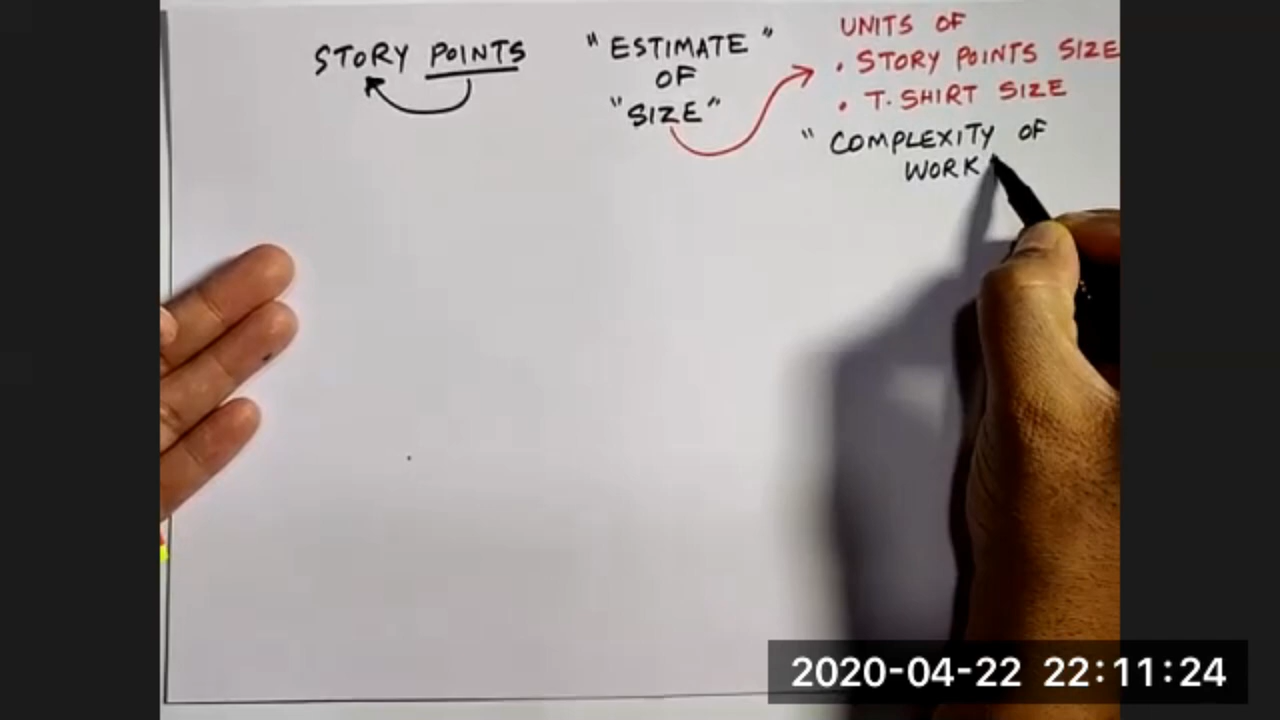 STORY POINTS
" ESTIMATE "
OF
"SIZE"
UNITS OF
• STORY POINTS SIZE
• T. SHIRT SIZE
" COMPLEXITY OF
WORK
2020-04-22 22:11:24